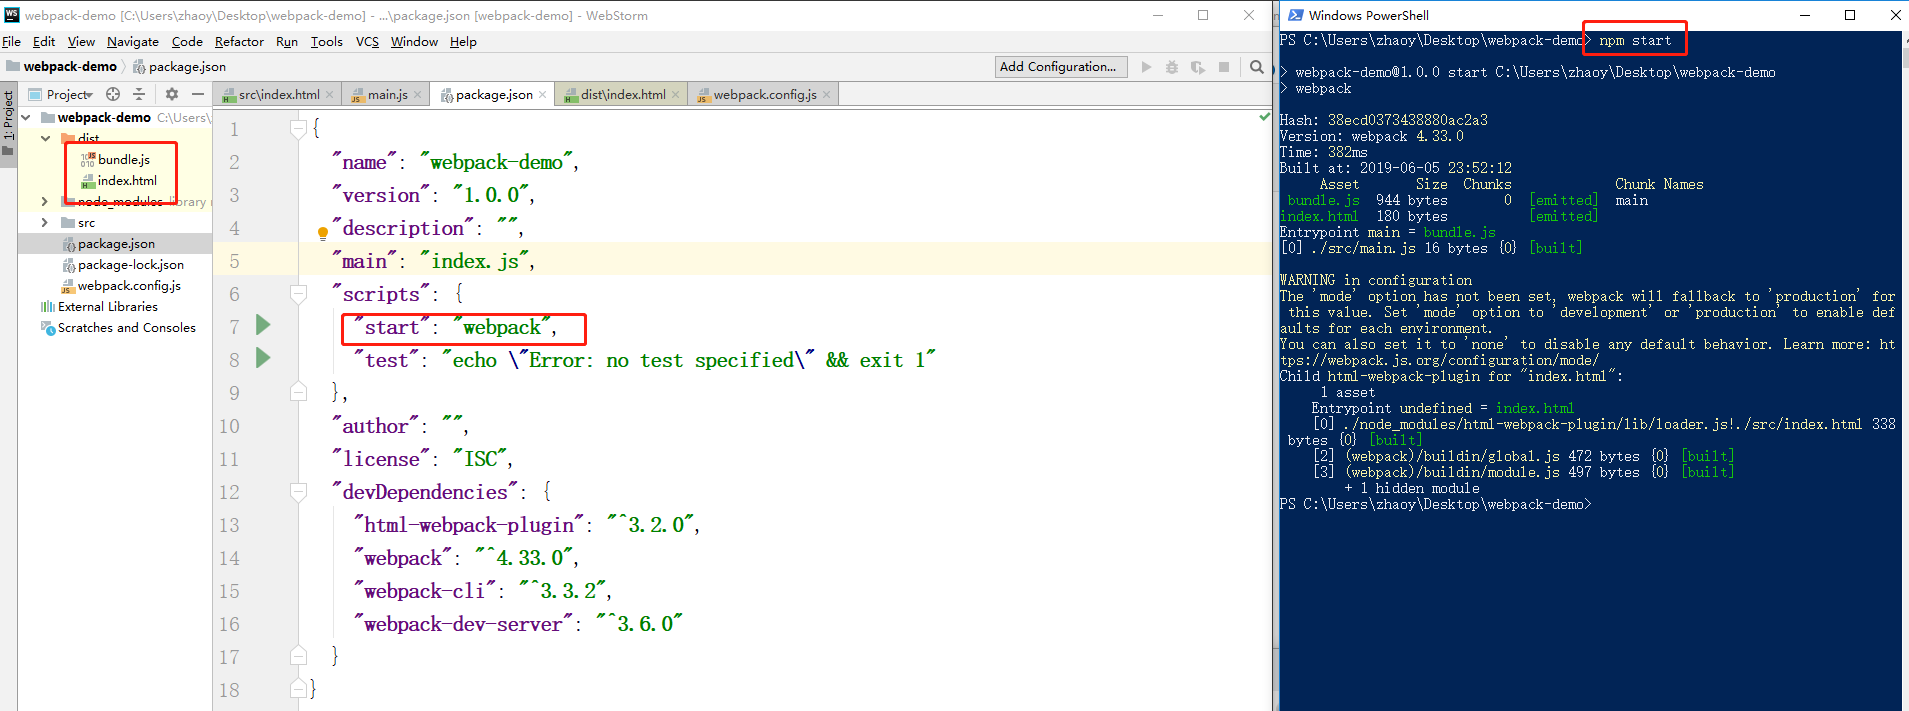 webpack-demo [C:\Users\zhaoy\Desktop\webpack-demo] - ...\package.json [webpack-demo] - WebStorm
File Edit View Navigate Code Refactor Run Tools VCS Window Help
webpack-demo package.json Add Configuration...
1: Project
Project
webpack-demo C:\Users\
dist
bundle.js
index.html
node_modules library r
src
package.json
package-lock.json
webpack.config.js
External Libraries
Scratches and Consoles
src\index.html main.js package.json dist\index.html webpack.config.js
1 {
2 "name": "webpack-demo",
3 "version": "1.0.0",
4 "description": "",
5 "main": "index.js",
6 "scripts": {
7 "start": "webpack",
8 "test": "echo \"Error: no test specified\" && exit 1"
9 },
10 "author": "",
11 "license": "ISC",
12 "devDependencies": {
13 "html-webpack-plugin": "^3.2.0",
14 "webpack": "^4.33.0",
15 "webpack-cli": "^3.3.2",
16 "webpack-dev-server": "^3.6.0"
17 }
18 }
Windows PowerShell
PS C:\Users\zhaoy\Desktop\webpack-demo> npm start
> webpack-demo@1.0.0 start C:\Users\zhaoy\Desktop\webpack-demo
> webpack
Hash: 38ecd0373438880ac2a3
Version: webpack 4.33.0
Time: 382ms
Built at: 2019-06-05 23:52:12
Asset Size Chunks Chunk Names
bundle.js 944 bytes 0 [emitted] main
index.html 180 bytes [emitted]
Entrypoint main = bundle.js
[0] ./src/main.js 16 bytes {0} [built]
WARNING in configuration
The 'mode' option has not been set, webpack will fallback to 'production' for
this value. Set 'mode' option to 'development' or 'production' to enable def
aults for each environment.
You can also set it to 'none' to disable any default behavior. Learn more: ht
tps://webpack.js.org/configuration/mode/
Child html-webpack-plugin for "index.html":
1 asset
Entrypoint undefined = index.html
[0] ./node_modules/html-webpack-plugin/lib/loader.js!./src/index.html 338
bytes {0} [built]
[2] (webpack)/buildin/global.js 472 bytes {0} [built]
[3] (webpack)/buildin/module.js 497 bytes {0} [built]
+ 1 hidden module
PS C:\Users\zhaoy\Desktop\webpack-demo>